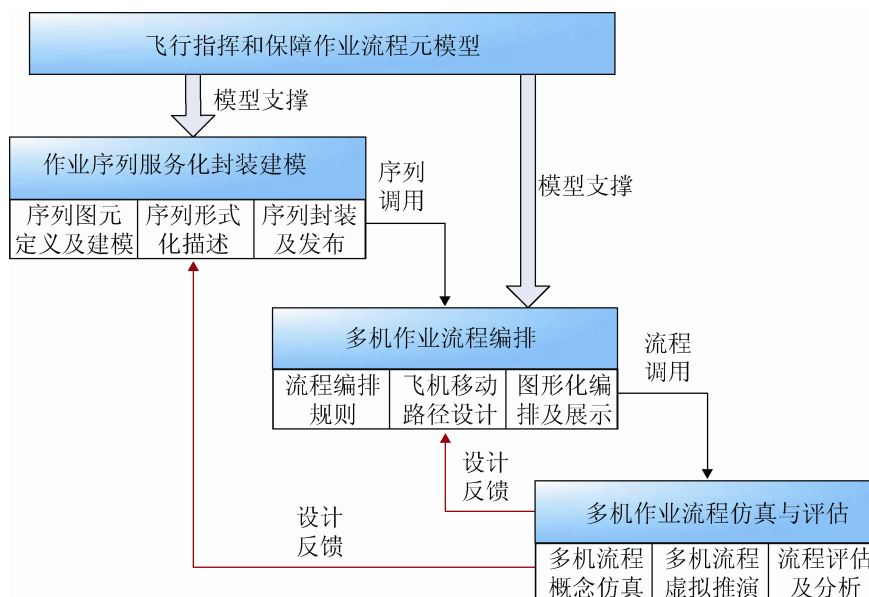 飞行指挥和保障作业流程元模型
模型支撑
作业序列服务化封装建模
序列
调用
模型支撑
序列图元
定义及建模
序列形式
化描述
序列封装
及发布
多机作业流程编排
流程
调用
流程编排
规则
飞机移动
路径设计
图形化编
排及展示
设计
反馈
设计
反馈
多机作业流程仿真与评估
多机流程
概念仿真
多机流程
虚拟推演
流程评估
及分析